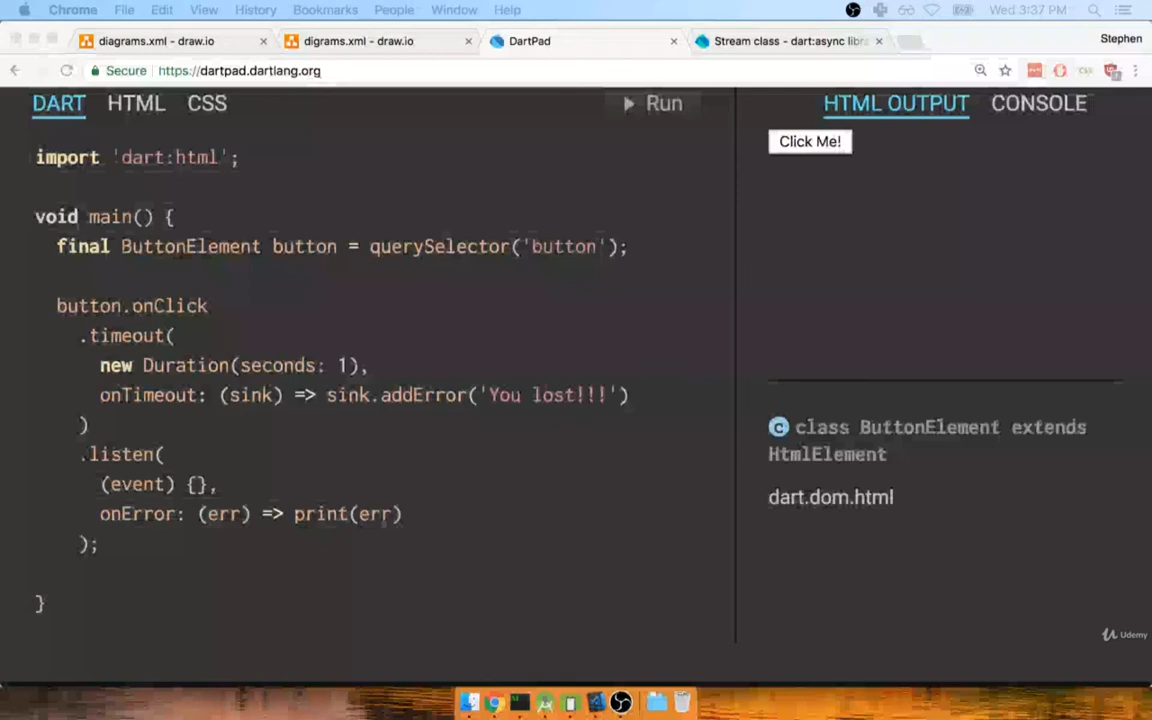 Chrome File Edit View History Bookmarks People Window Help Wed 3:37 PM
diagrams.xml - draw.io × digrams.xml - draw.io × DartPad × Stream class - dart:async libra × Stephen
Secure https://dartpad.dartlang.org
DART HTML CSS Run HTML OUTPUT CONSOLE
Click Me!
import 'dart:html';
void main() {
final ButtonElement button = querySelector('button');
button.onClick
.timeout(
new Duration(seconds: 1),
onTimeout: (sink) => sink.addError('You lost!!!')
)
.listen(
(event) {},
onError: (err) => print(err)
);
}
C class ButtonElement extends
HtmlElement
dart.dom.html
Udemy